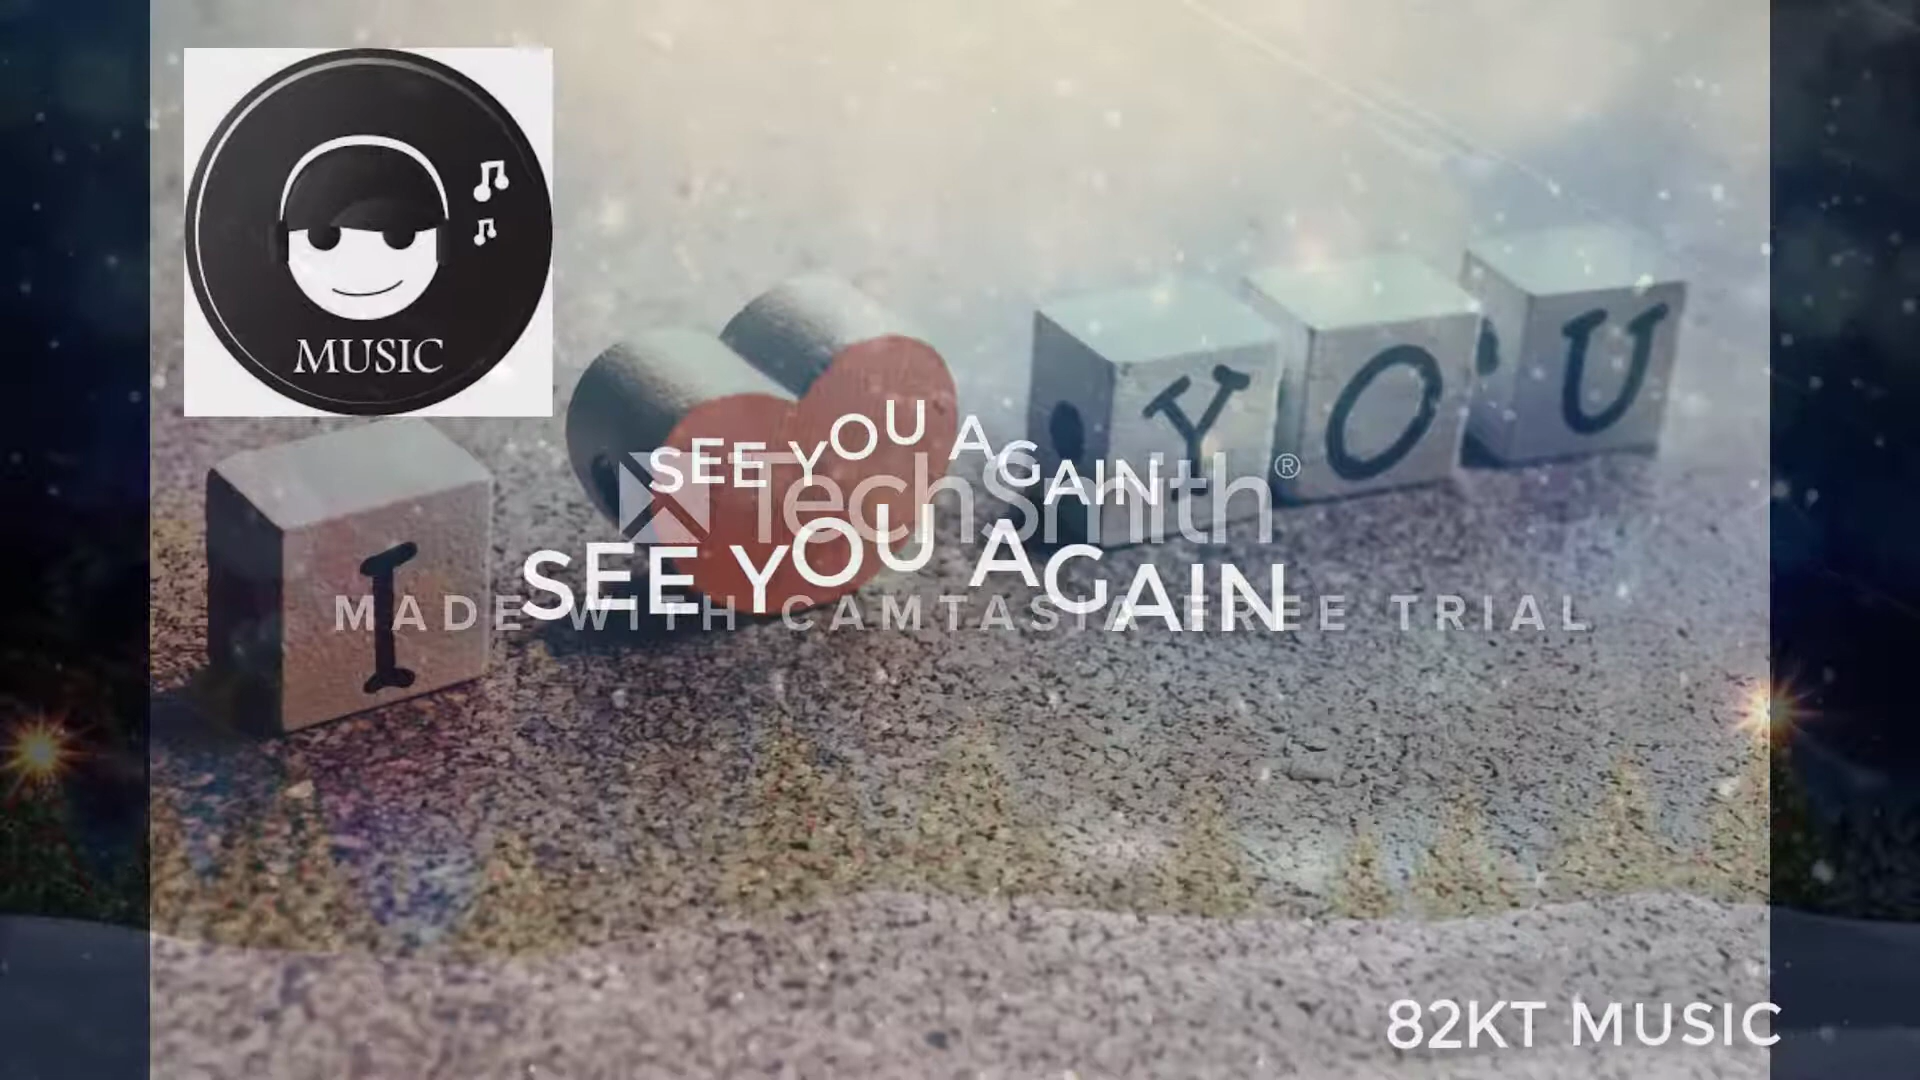 MUSIC
I
YOU
SEE YOU AGAIN
TechSmith®
SEE YOU AGAIN
MADE WITH CAMTASIA FREE TRIAL
82KT MUSIC